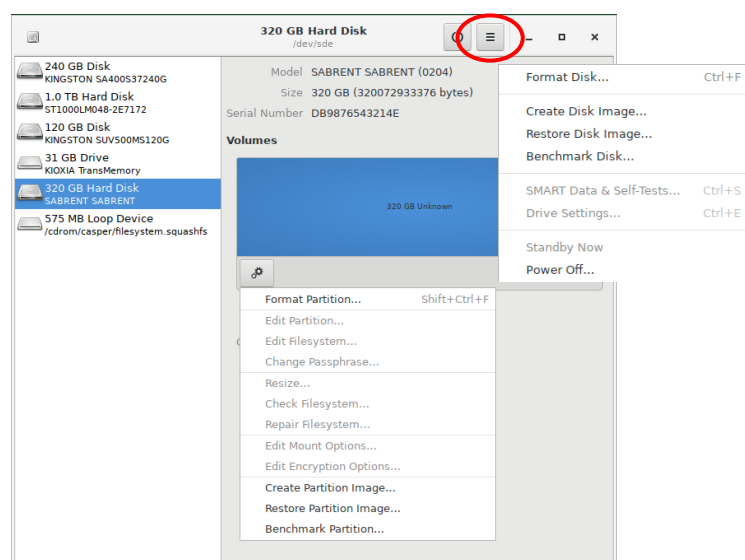 320 GB Hard Disk
/dev/sde
240 GB Disk
KINGSTON SA400S37240G
1.0 TB Hard Disk
ST1000LM048-2E7172
120 GB Disk
KINGSTON SUV500MS120G
31 GB Drive
KIOXIA TransMemory
320 GB Hard Disk
SABRENT SABRENT
575 MB Loop Device
/cdrom/casper/filesystem.squashfs
Model SABRENT SABRENT (0204)
Size 320 GB (320072933376 bytes)
Serial Number DB9876543214E
Volumes
320 GB Unknown
Format Partition... Shift+Ctrl+F
Edit Partition...
Edit Filesystem...
Change Passphrase...
Resize...
Check Filesystem...
Repair Filesystem...
Edit Mount Options...
Edit Encryption Options...
Create Partition Image...
Restore Partition Image...
Benchmark Partition...
Format Disk... Ctrl+F
Create Disk Image...
Restore Disk Image...
Benchmark Disk...
SMART Data & Self-Tests... Ctrl+S
Drive Settings... Ctrl+E
Standby Now
Power Off...